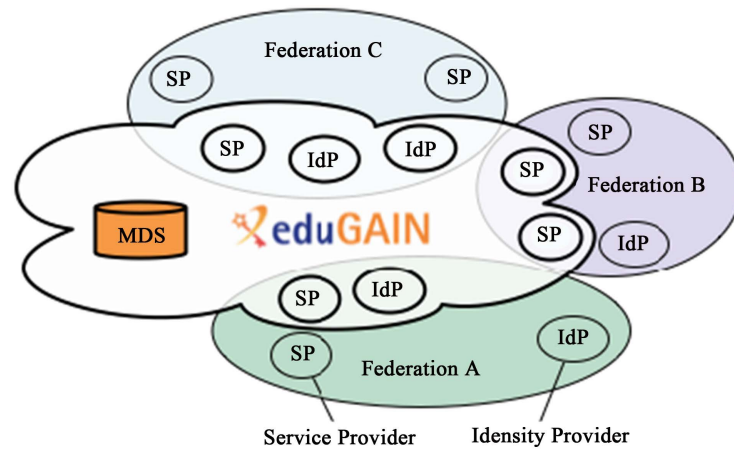 Federation C
SP
SP
SP
IdP
IdP
SP
SP
Federation B
MDS
eduGAIN
SP
IdP
SP
IdP
SP
IdP
Federation A
Service Provider
Idensity Provider